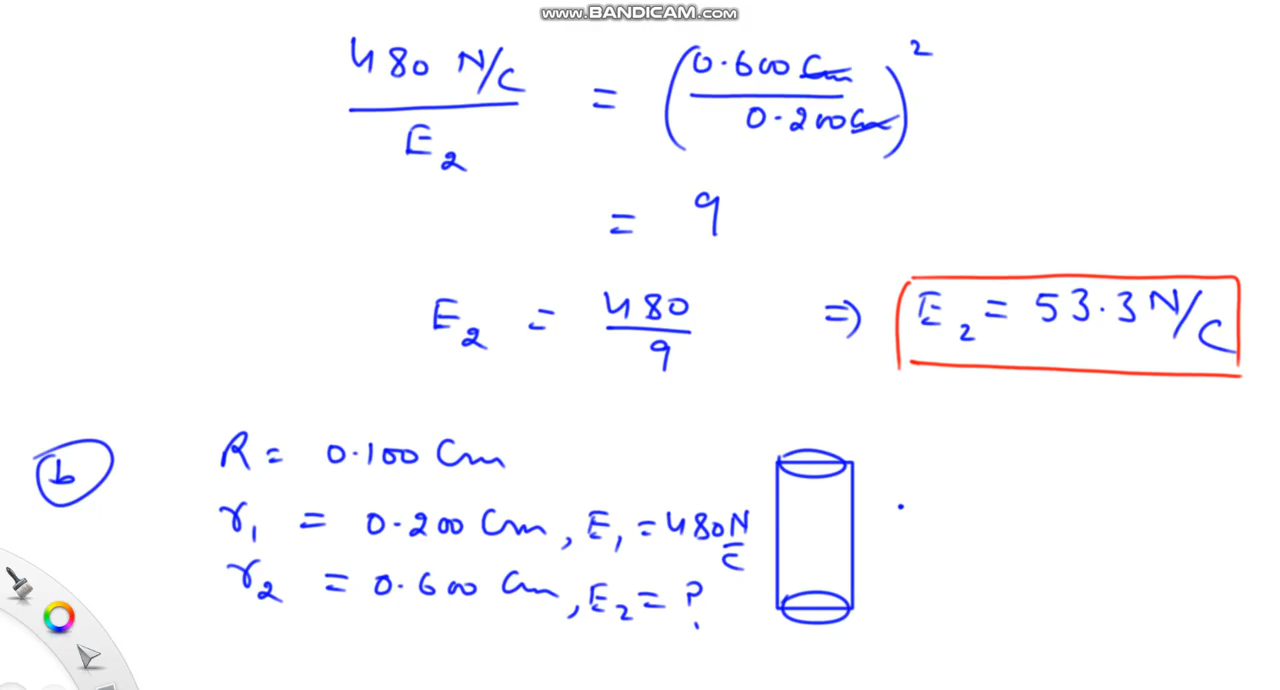 www.BANDICAM.com
480 N/C / E₂ = (0.600 Cm / 0.200 Cm)²
= 9
E₂ = 480 / 9 ⇒ E₂ = 53.3 N/C
b
R = 0.100 Cm
r₁ = 0.200 Cm, E₁ = 480 N/C
r₂ = 0.600 Cm, E₂ = ?